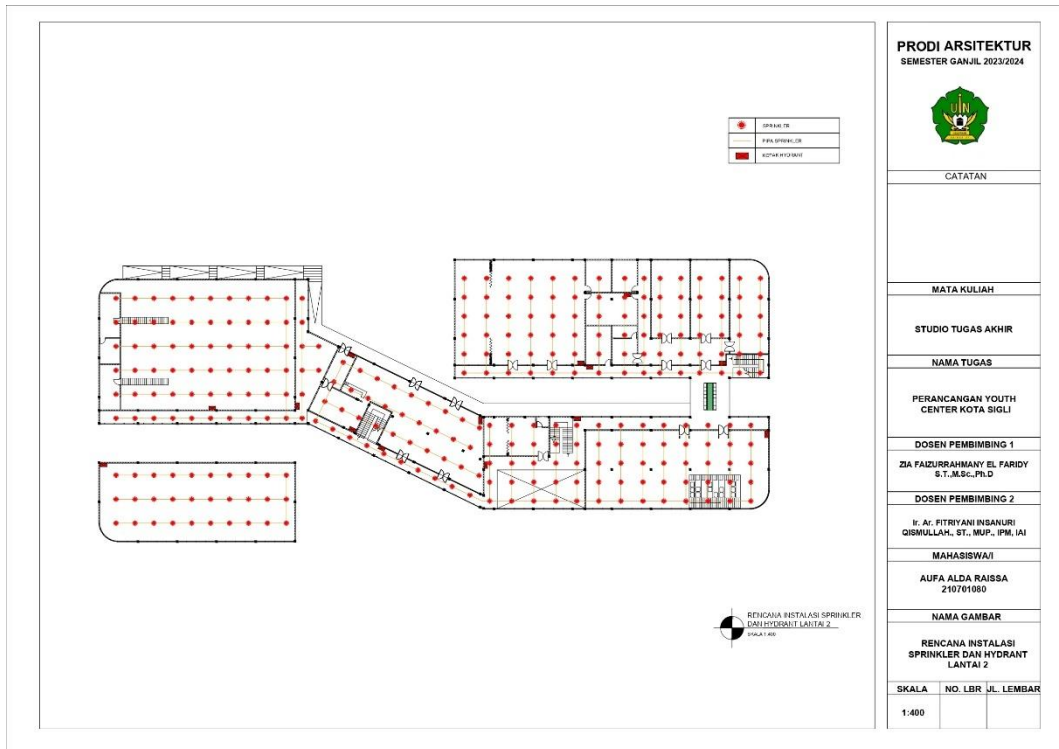 PRODI ARSITEKTUR
SEMESTER GANJIL 2023/2024
UIN
CATATAN
MATA KULIAH
STUDIO TUGAS AKHIR
NAMA TUGAS
PERANCANGAN YOUTH
CENTER KOTA SIGLI
DOSEN PEMBIMBING 1
ZIA FAIZURRAHMANY EL FARIDY
S.T.,M.Sc.,Ph.D
DOSEN PEMBIMBING 2
Ir. Ar. FITRIYANI INSANURI
QISMULLAH., ST., MUP., IPM, IAI
MAHASISWA/I
AUFA ALDA RAISSA
210701080
NAMA GAMBAR
RENCANA INSTALASI
SPRINKLER DAN HYDRANT
LANTAI 2
SKALA NO. LBR JL. LEMBAR
1:400
SPRINKLER
PIPA SPRINKLER
KOTAK HYDRANT
RENCANA INSTALASI SPRINKLER
DAN HYDRANT LANTAI 2
SKALA 1:400